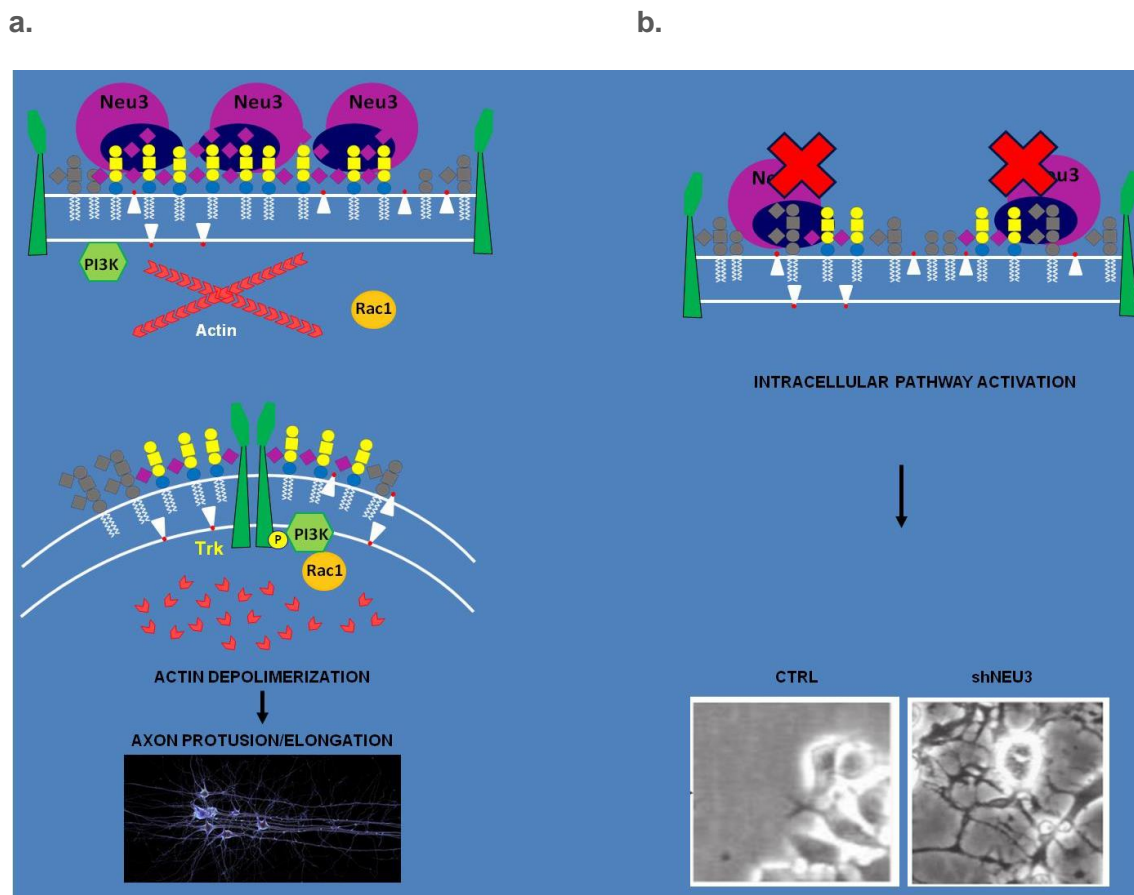 a.
b.
Neu3
Neu3
Neu3
PI3K
Actin
Rac1
Neu3
INTRACELLULAR PATHWAY ACTIVATION
Trk
P
PI3K
Rac1
ACTIN DEPOLIMERIZATION
AXON PROTUSION/ELONGATION
CTRL
shNEU3